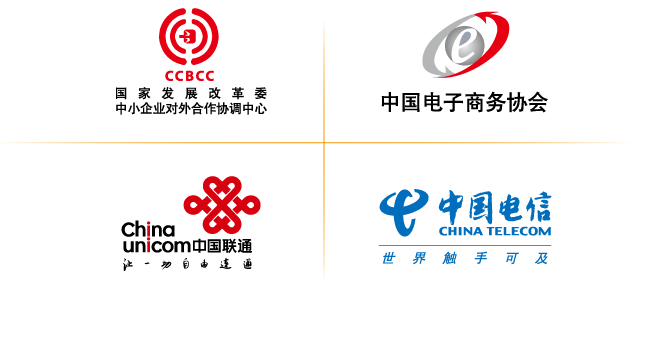 CCBCC
国家发展改革委
中小企业对外合作协调中心
e
中国电子商务协会
China
unicom中国联通
让一切自由连通
中国电信
CHINA TELECOM
世界触手可及